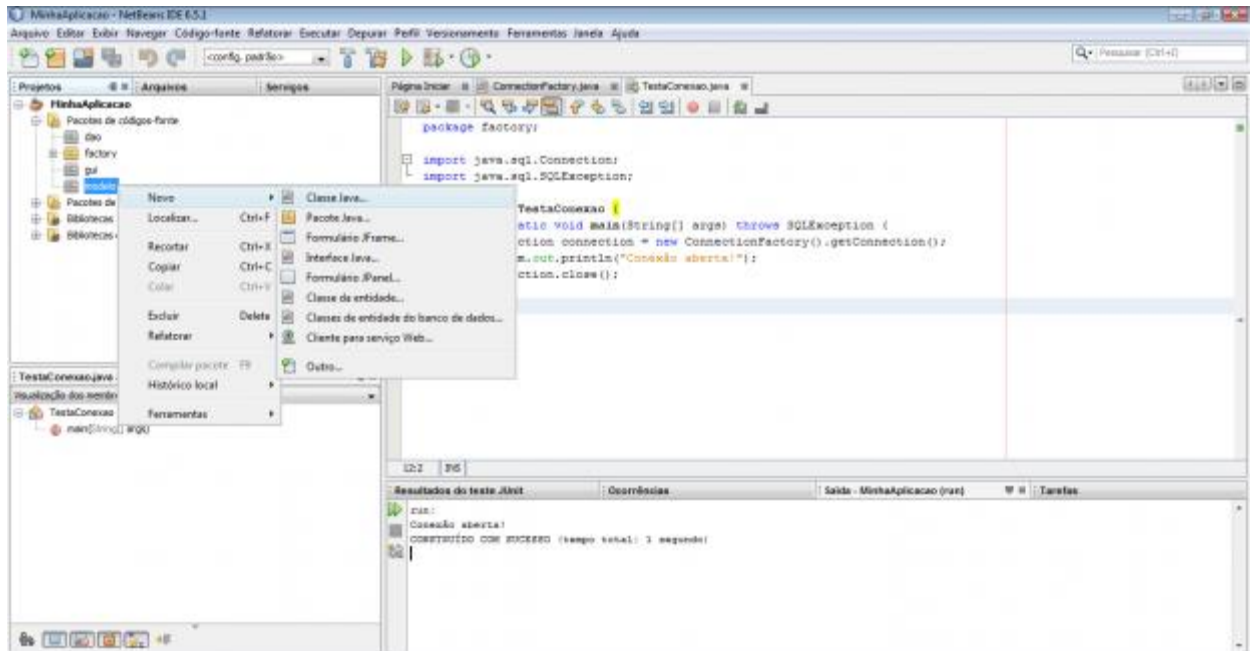 MinhaAplicacao - NetBeans IDE 6.5.1
Arquivo Editar Exibir Navegar Código-fonte Refatorar Executar Depurar Perfil Versionamento Ferramentas Janela Ajuda
<config. padrão>
Pesquisar (Ctrl+I)
Projetos
Arquivos
Serviços
MinhaAplicacao
Pacotes de códigos-fonte
dao
factory
gui
modelo
Pacotes de
Bibliotecas
Bibliotecas
Novo
Localizar... Ctrl+F
Recortar Ctrl+X
Copiar Ctrl+C
Colar Ctrl+V
Excluir Delete
Refatorar
Compilar pacote F9
Histórico local
Ferramentas
Classe Java...
Pacote Java...
Formulário JFrame...
Interface Java...
Formulário JPanel...
Classe de entidade...
Classes de entidade do banco de dados...
Cliente para serviço Web...
Outro...
Página Inicial
ConnectionFactory.java
TestaConexao.java
package factory;
import java.sql.Connection;
import java.sql.SQLException;
TestaConexao {
atic void main(String[] args) throws SQLException {
ction connection = new ConnectionFactory().getConnection();
m.out.println("Conexão aberta!");
ction.close();
12:2 INS
TestaConexao.java
Visualização dos membro
TestaConexao
main(String[] args)
Resultados do teste JUnit
Ocorrências
Saída - MinhaAplicacao (run)
Tarefas
run:
Conexão aberta!
CONSTRUÍDO COM SUCESSO (tempo total: 1 segundo)